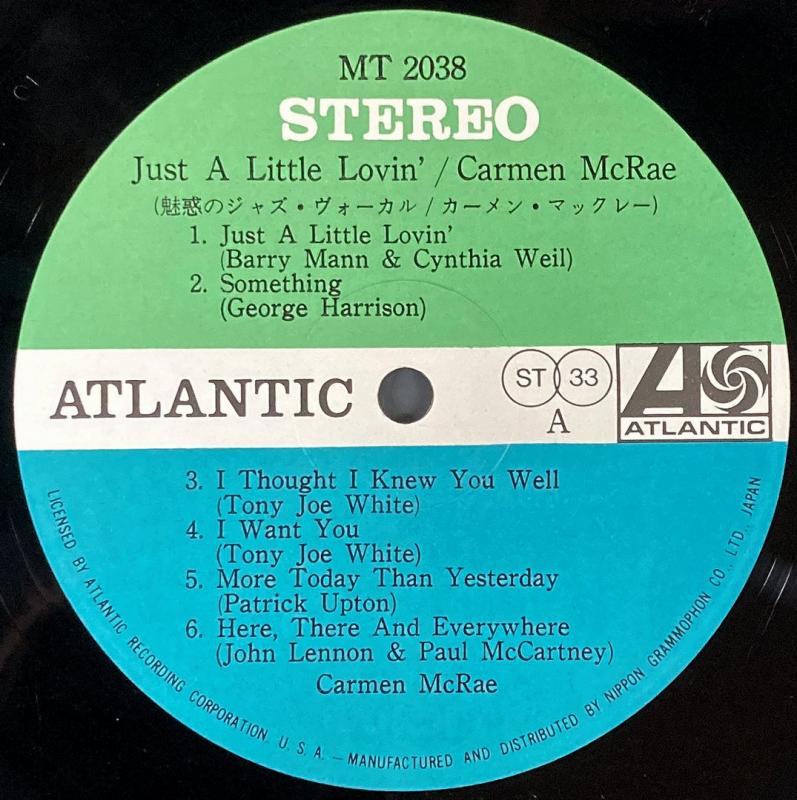 MT 2038
STEREO
Just A Little Lovin' / Carmen McRae
(魅惑のジャズ・ヴォーカル / カーメン・マックレー)
1. Just A Little Lovin'
(Barry Mann & Cynthia Weil)
2. Something
(George Harrison)
ATLANTIC
ST 33
A
ATLANTIC
3. I Thought I Knew You Well
(Tony Joe White)
4. I Want You
(Tony Joe White)
5. More Today Than Yesterday
(Patrick Upton)
6. Here, There And Everywhere
(John Lennon & Paul McCartney)
Carmen McRae
LICENSED BY ATLANTIC RECORDING CORPORATION. U. S. A. — MANUFACTURED AND DISTRIBUTED BY NIPPON GRAMMOPHON CO., LTD., JAPAN